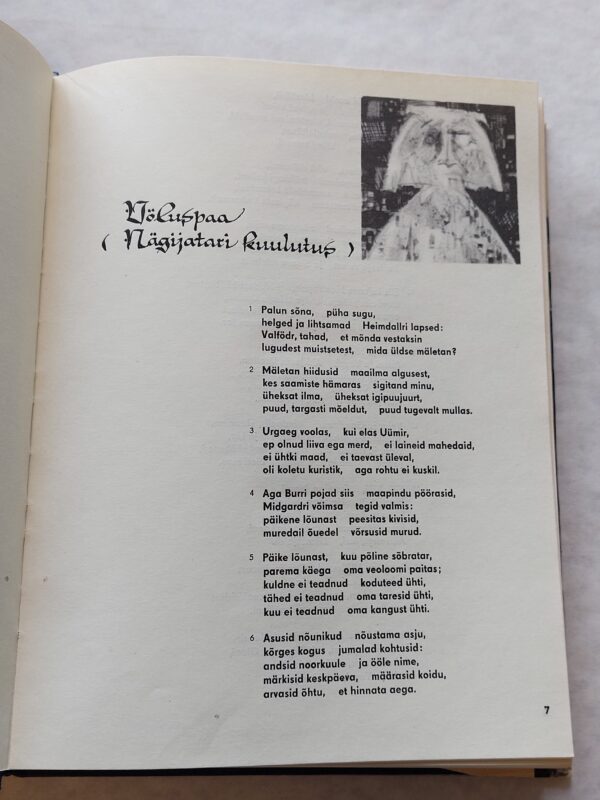 Völuspaa
( Nägijatari kuulutus )
1 Palun sõna, püha sugu,
helged ja lihtsamad Heimdallri lapsed:
Valfödr, tahad, et mõnda vestaksin
lugudest muistsetest, mida üldse mäletan?
2 Mäletan hiidusid maailma algusest,
kes saamiste hämaras sigitand minu,
üheksat ilma, üheksat igipuujuurt,
puud, targasti mõeldut, puud tugevalt mullas.
3 Urgaeg voolas, kui elas Uümir,
ep olnud liiva ega merd, ei laineid mahedaid,
ei ühtki maad, ei taevast üleval,
oli koletu kuristik, aga rohtu ei kuskil.
4 Aga Burri pojad siis maapindu pöörasid,
Midgardri võimsa tegid valmis:
päikene lõunast peesitas kivisid,
muredail õuedel võrsusid murud.
5 Päike lõunast, kuu põline sõbratar,
parema käega oma veoloomi paitas;
kuldne ei teadnud koduteed ühti,
tähed ei teadnud oma taresid ühti,
kuu ei teadnud oma kangust ühti.
6 Asusid nõunikud nõustama asju,
kõrges kogus jumalad kohtusid:
andsid noorkuule ja ööle nime,
märkisid keskpäeva, määrasid koidu,
arvasid õhtu, et hinnata aega.
7